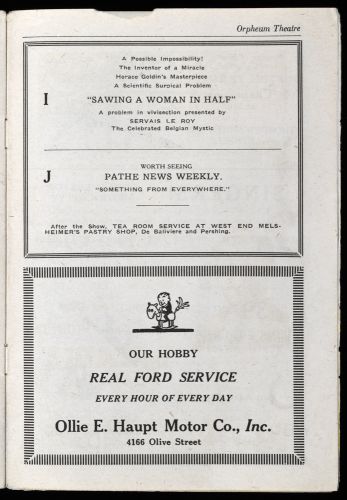 Orpheum Theatre
A Possible Impossibility!
The Inventor of a Miracle
Horace Goldin's Masterpiece
A Scientific Surpical Problem
I "SAWING A WOMAN IN HALF"
A problem in vivisection presented by
SERVAIS LE ROY
The Celebrated Belgian Mystic
WORTH SEEING
J PATHE NEWS WEEKLY.
"SOMETHING FROM EVERYWHERE."
After the Show, TEA ROOM SERVICE AT WEST END MELS-
HEIMER'S PASTRY SHOP, De Baliviere and Pershing.
OUR HOBBY
REAL FORD SERVICE
EVERY HOUR OF EVERY DAY
Ollie E. Haupt Motor Co., Inc.
4166 Olive Street